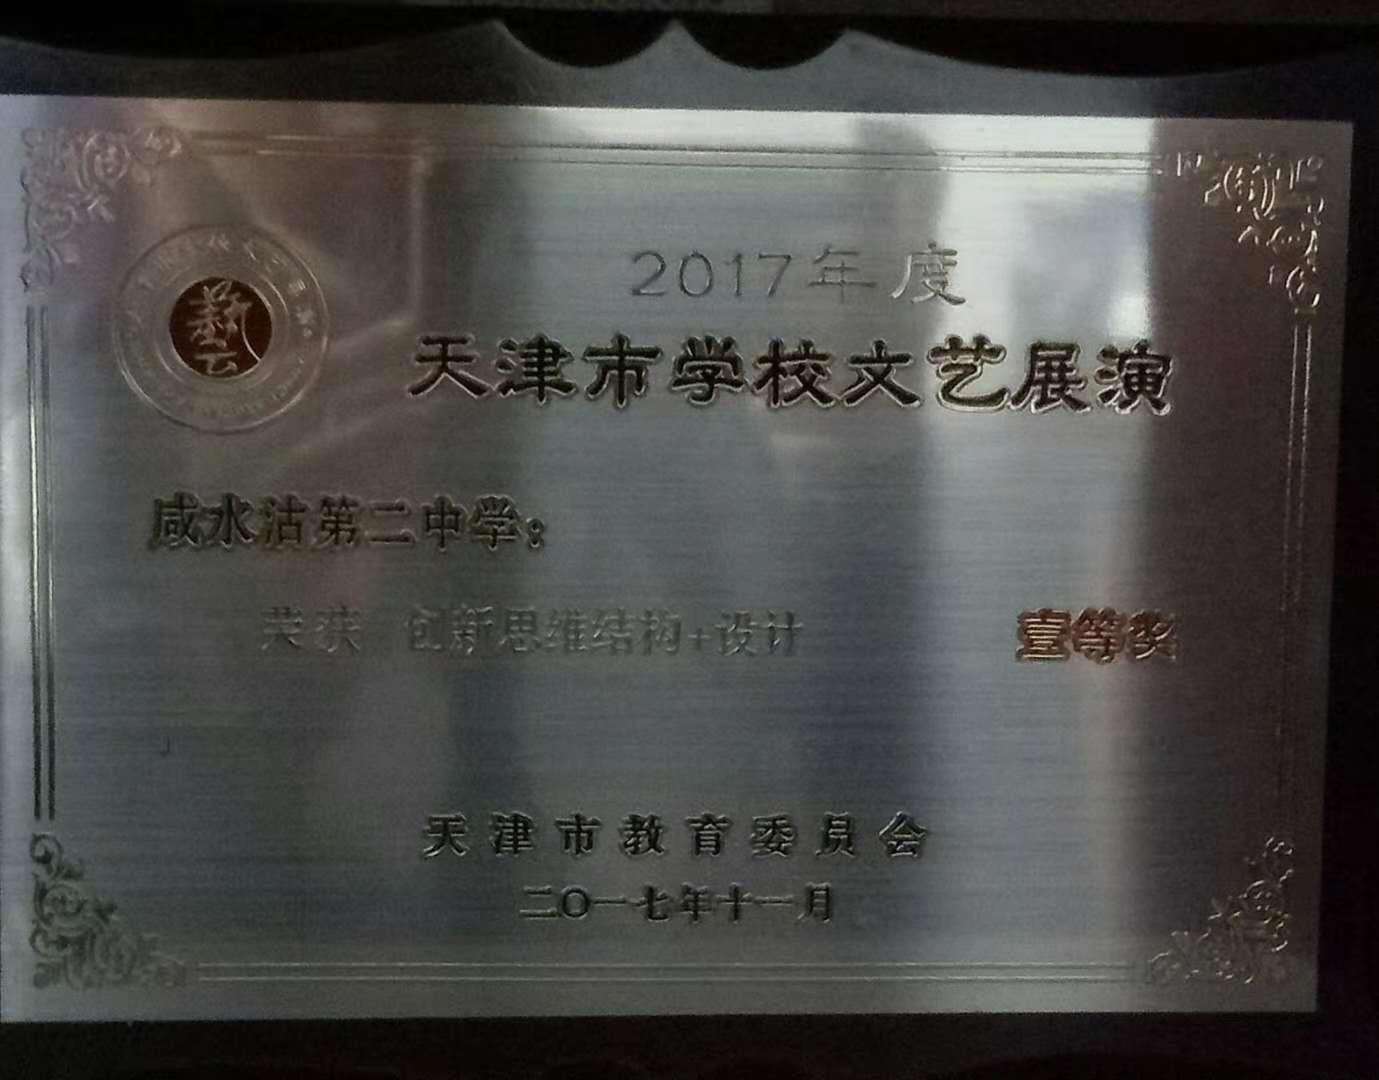 2017年度
天津市学校文艺展演
咸水沽第二中学：
荣获 创新思维结构+设计 壹等奖
天津市教育委员会
二〇一七年十一月